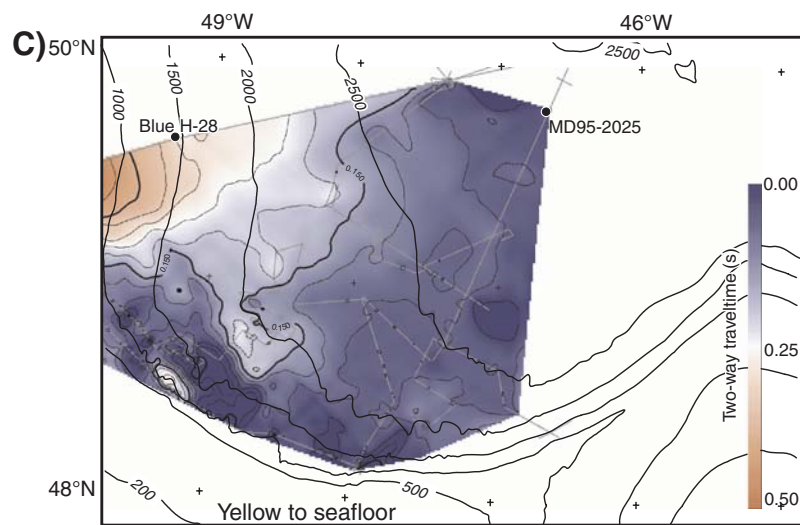 49°W 46°W
C) 50°N
2500
1000
1500
2000
2500
Blue H-28
MD95-2025
0.150
0.150
0.150
0.00
0.25
0.50
Two-way traveltime (s)
48°N
200
500
Yellow to seafloor